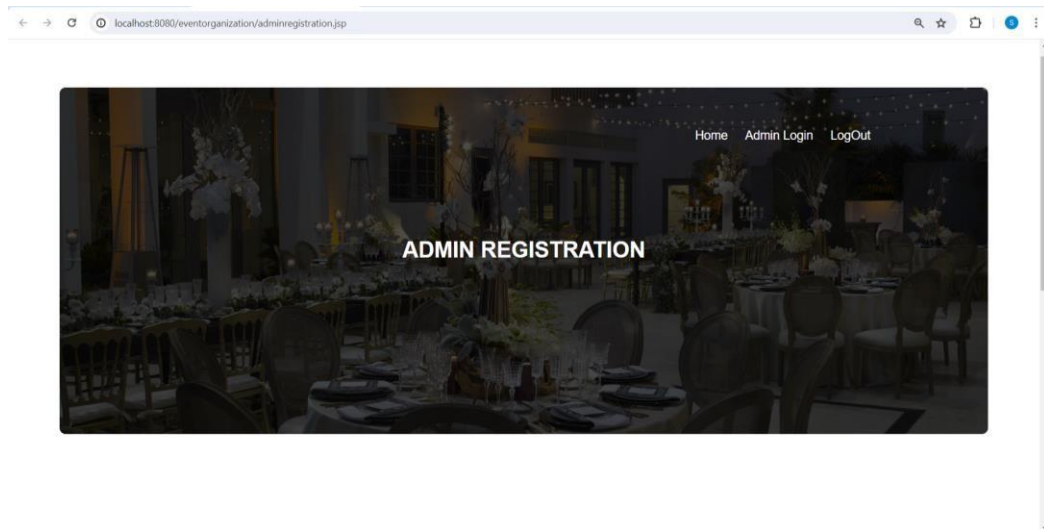 localhost:8080/eventorganization/adminregistration.jsp
S
Home Admin Login LogOut
ADMIN REGISTRATION